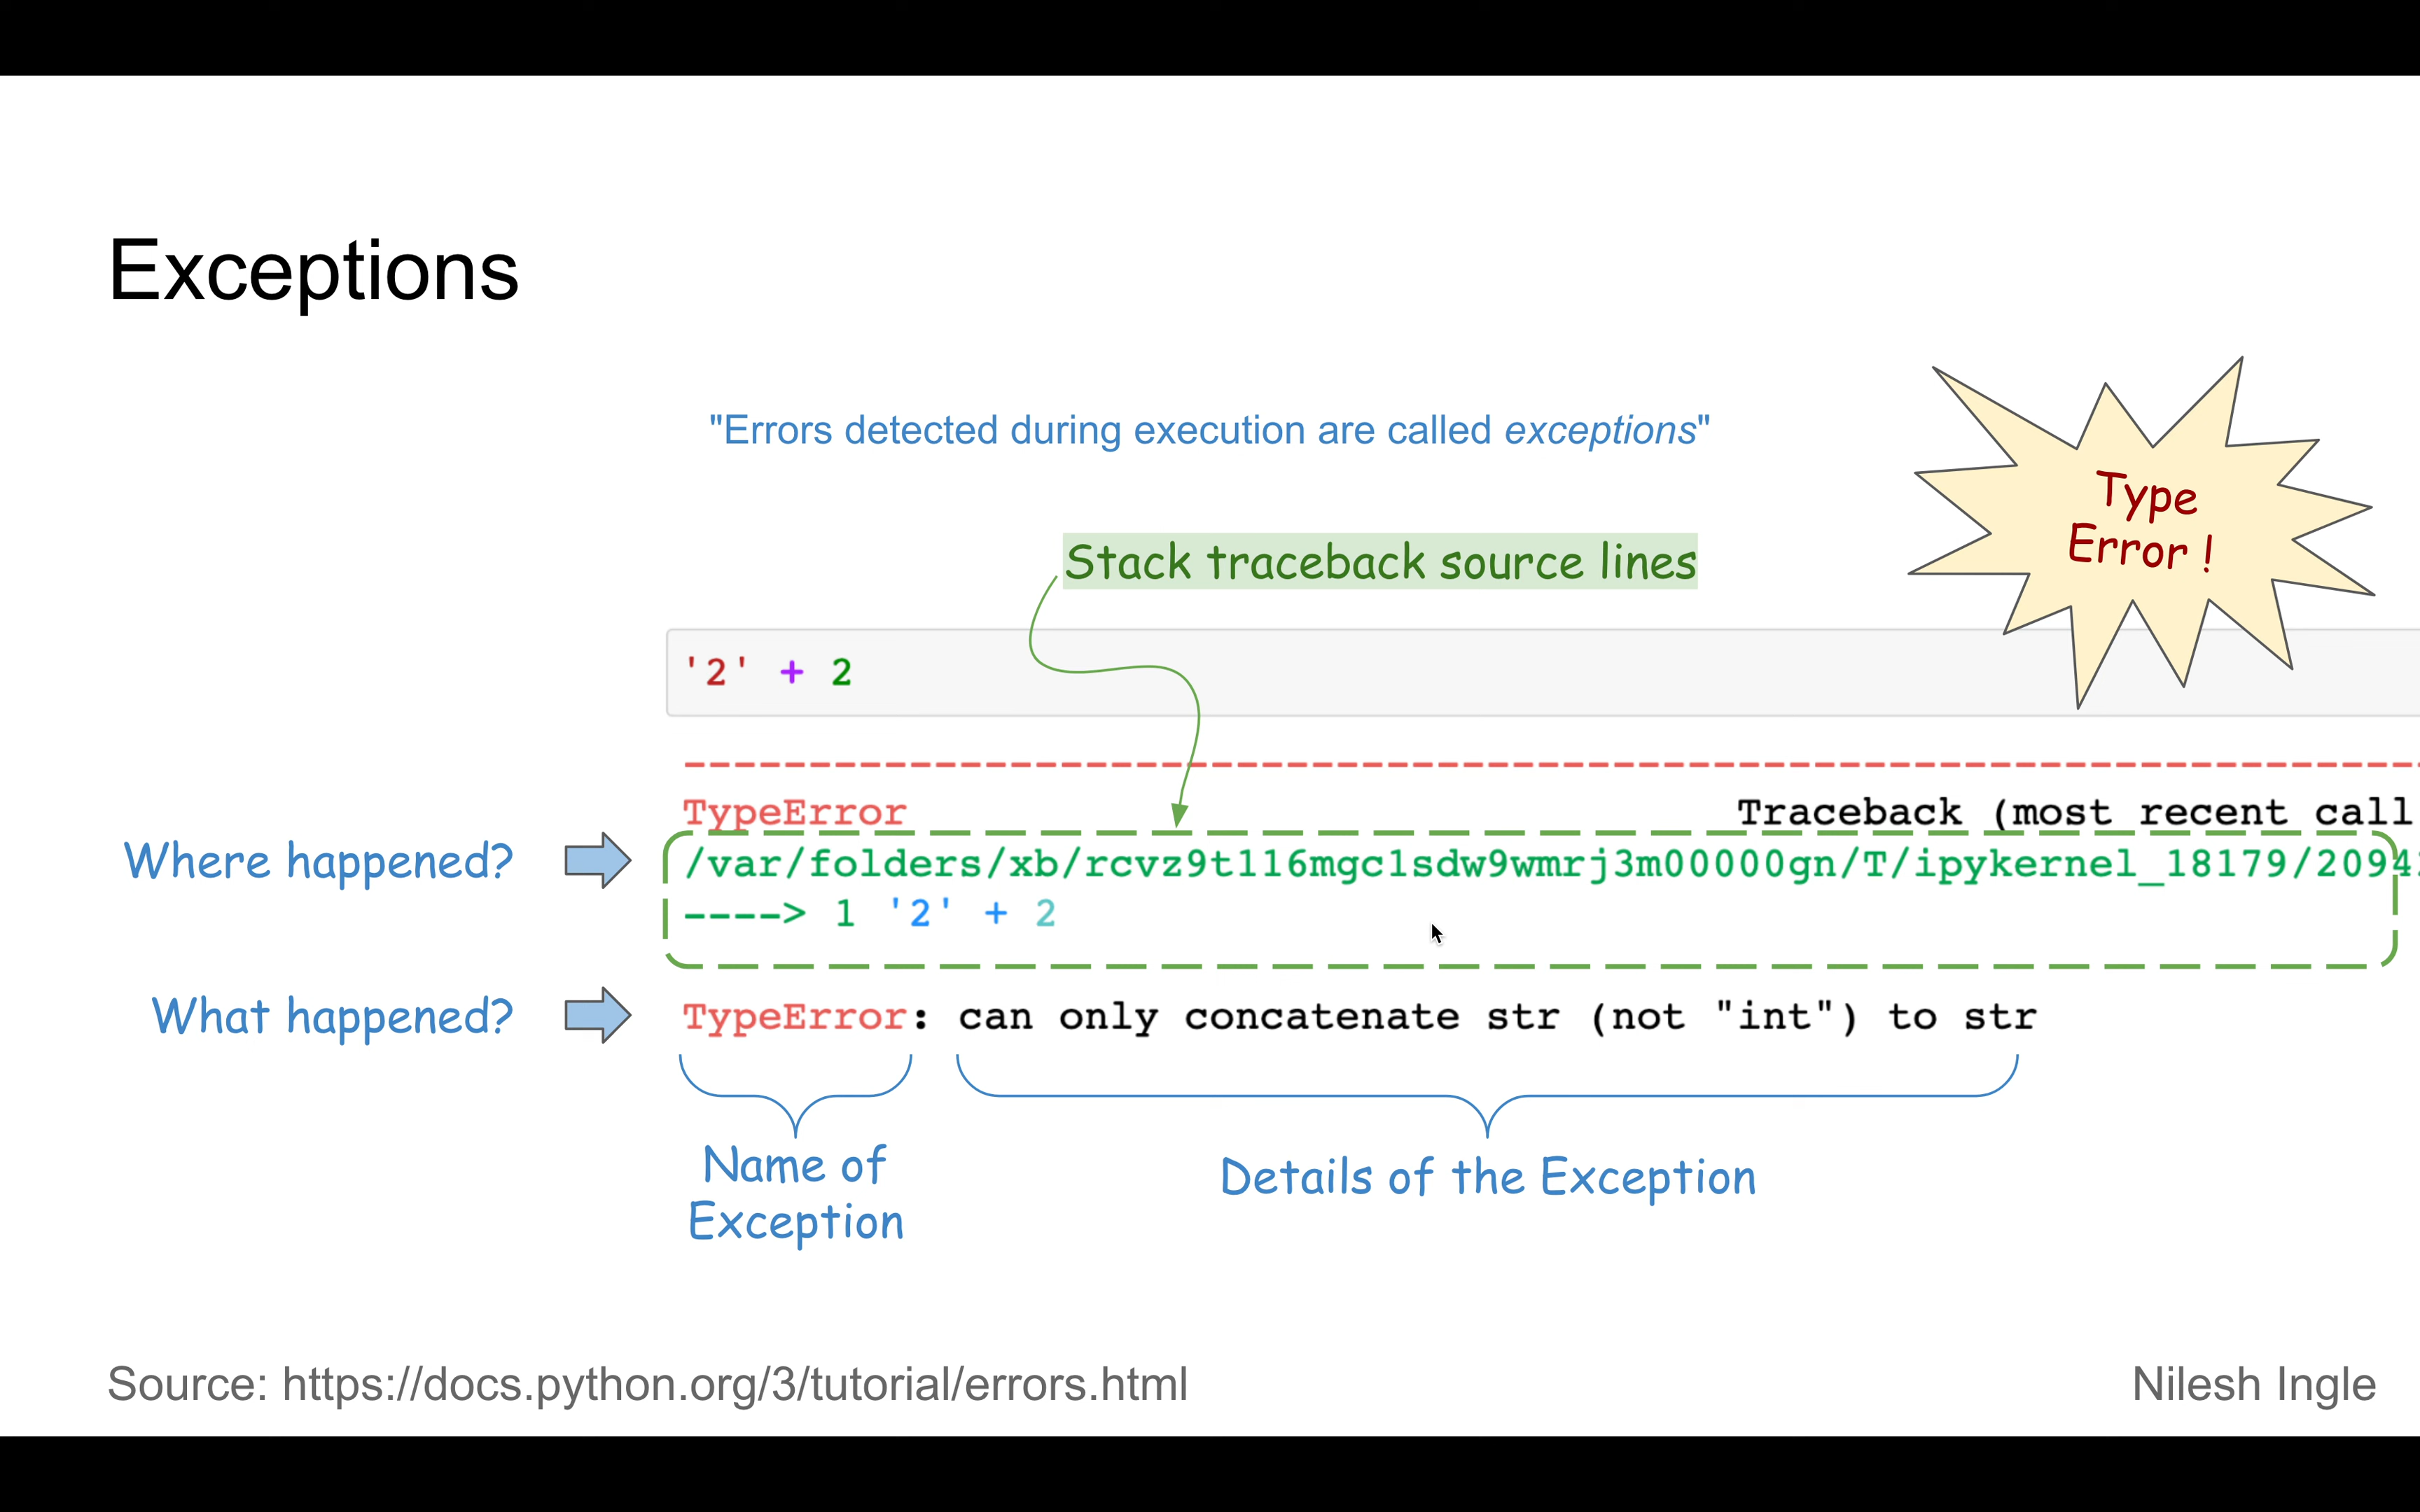 Exceptions
"Errors detected during execution are called exceptions"
Type
Error !
Stack traceback source lines
'2' + 2
TypeError Traceback (most recent call
Where happened?
/var/folders/xb/rcvz9t116mgc1sdw9wmrj3m00000gn/T/ipykernel_18179/2094
----> 1 '2' + 2
What happened?
TypeError: can only concatenate str (not "int") to str
Name of
Exception
Details of the Exception
Source: https://docs.python.org/3/tutorial/errors.html
Nilesh Ingle